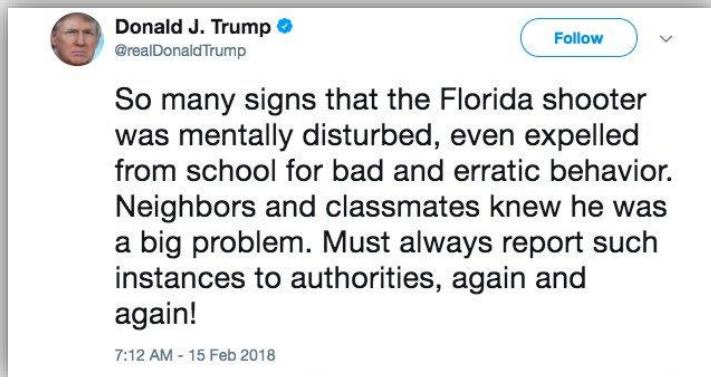 Donald J. Trump
@realDonaldTrump
Follow
So many signs that the Florida shooter
was mentally disturbed, even expelled
from school for bad and erratic behavior.
Neighbors and classmates knew he was
a big problem. Must always report such
instances to authorities, again and
again!
7:12 AM - 15 Feb 2018